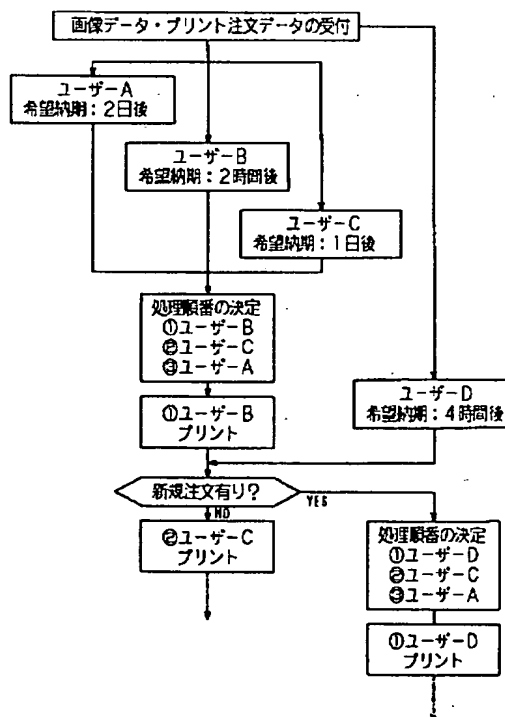 画像データ・プリント注文データの受付
ユーザーA
希望納期：2日後
ユーザーB
希望納期：2時間後
ユーザーC
希望納期：1日後
処理順番の決定
①ユーザーB
②ユーザーC
③ユーザーA
①ユーザーB
プリント
ユーザーD
希望納期：4時間後
新規注文有り?
YES
NO
②ユーザーC
プリント
処理順番の決定
①ユーザーD
②ユーザーC
③ユーザーA
①ユーザーD
プリント